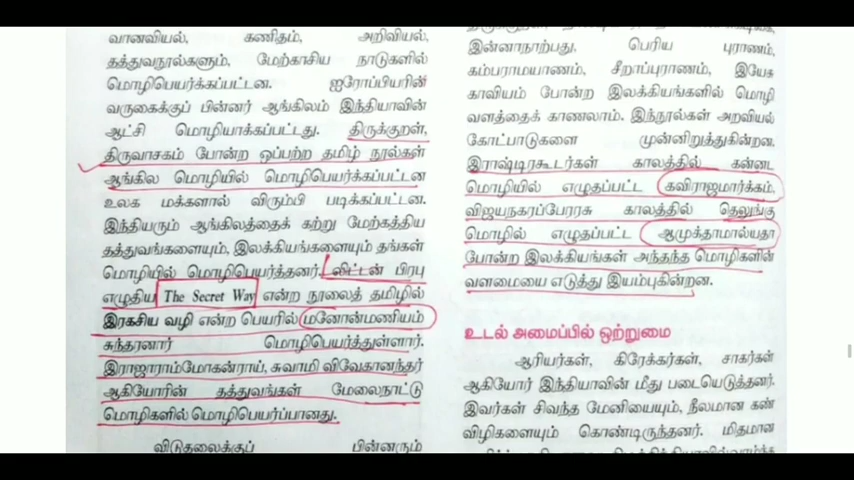 வானவியல், கணிதம், அறிவியல்,
தத்துவநூல்களும், மேற்காசிய நாடுகளில்
மொழிபெயர்க்கப்பட்டன. ஐரோப்பியரின்
வருகைக்குப் பின்னர் ஆங்கிலம் இந்தியாவின்
ஆட்சி மொழியாக்கப்பட்டது. திருக்குறள்,
திருவாசகம் போன்ற ஒப்பற்ற தமிழ் நூல்கள்
ஆங்கில மொழியில் மொழிபெயர்க்கப்பட்டன
உலக மக்களால் விரும்பி படிக்கப்பட்டன.
இந்தியரும் ஆங்கிலத்தைக் கற்று மேற்கத்திய
தத்துவங்களையும், இலக்கியங்களையும் தங்கள்
மொழியில் மொழிபெயர்த்தனர். லிட்டன் பிரபு
எழுதிய The Secret Way என்ற நூலைத் தமிழில்
இரகசிய வழி என்ற பெயரில் மனோன்மணியம்
சுந்தரனார் மொழிபெயர்த்துள்ளார்.
இராஜாராம்மோகன்ராய், சுவாமி விவேகானந்தர்
ஆகியோரின் தத்துவங்கள் மேலைநாட்டு
மொழிகளில் மொழிபெயர்ப்பானது.
விடுதலைக்குப் பின்னரும்
இன்னாநாற்பது, பெரிய புராணம்,
கம்பராமயாணம், சீறாப்புராணம், இயேசு
காவியம் போன்ற இலக்கியங்களில் மொழி
வளத்தைக் காணலாம். இந்நூல்கள் அறவியல்
கோட்பாடுகளை முன்னிறுத்துகின்றன.
இராஷ்டிரகூடர்கள் காலத்தில் கன்னட
மொழியில் எழுதப்பட்ட கவிராஜமார்க்கம்,
விஜயநகரப்பேரரசு காலத்தில் தெலுங்கு
மொழில் எழுதப்பட்ட ஆமுக்தாமால்யதா
போன்ற இலக்கியங்கள் அந்தந்த மொழிகளின்
வளமையை எடுத்து இயம்புகின்றன.
உடல் அமைப்பில் ஒற்றுமை
ஆரியர்கள், கிரேக்கர்கள், சாகர்கள்
ஆகியோர் இந்தியாவின் மீது படையெடுத்தனர்.
இவர்கள் சிவந்த மேனியையும், நீலமான கண்
விழிகளையும் கொண்டிருந்தனர். மிதமான